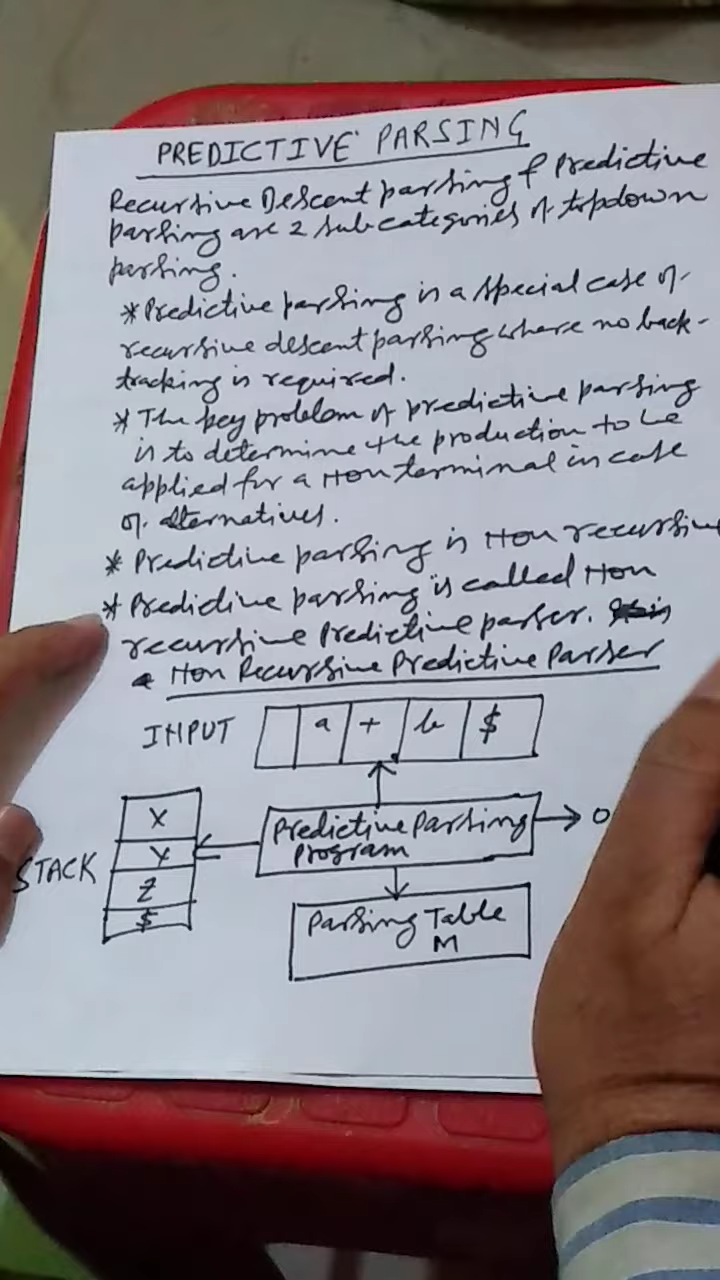 PREDICTIVE PARSING
Recursive Descent parsing & Predictive
parsing are 2 subcategories of topdown
parsing.
* Predictive parsing is a special case of
recursive descent parsing where no back-
tracking is required.
* The key problem of predictive parsing
is to determine the production to be
applied for a Non terminal in case
of alternatives.
* Predictive parsing is Non recursive
* Predictive parsing is called Non
recursive Predictive parser.
Non Recursive Predictive Parser
INPUT a + b $
X
Predictive Parsing O
Program
STACK Y
Z
$
Parsing Table
M